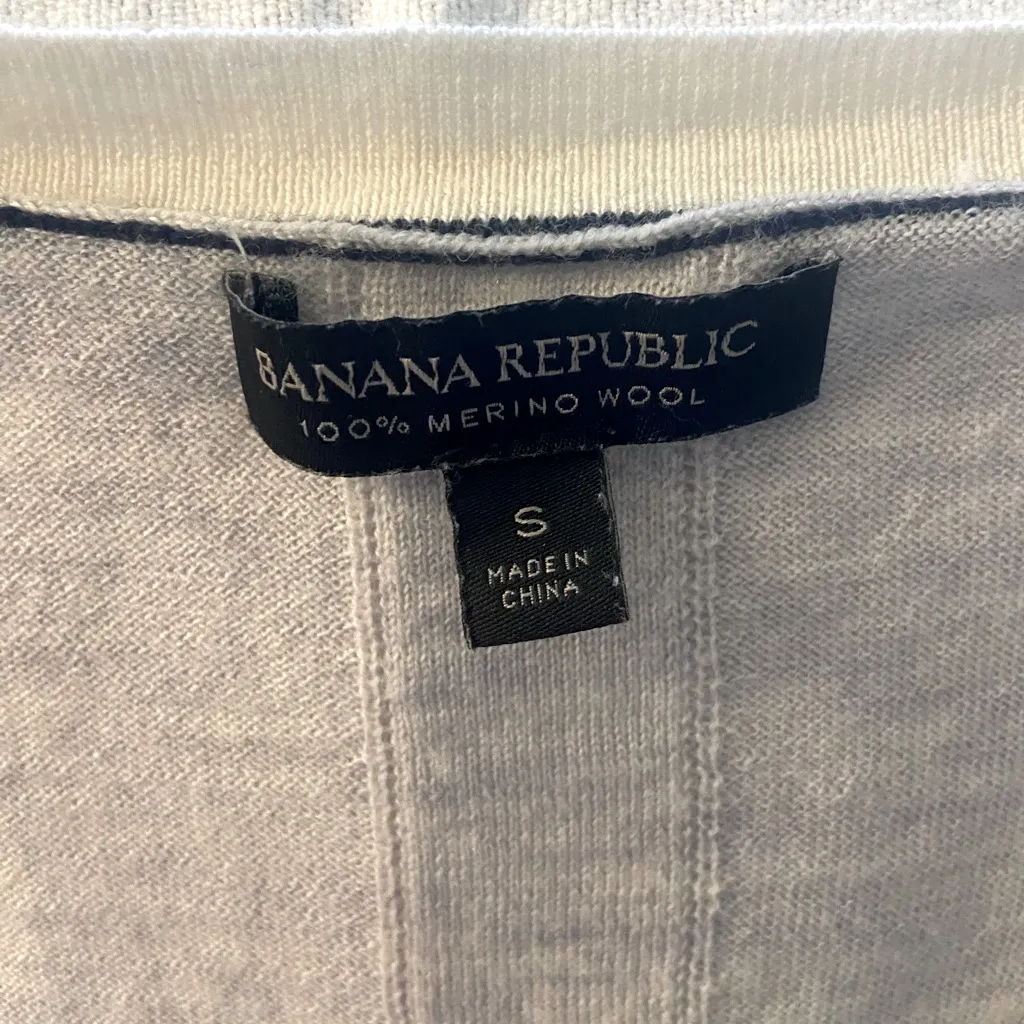 BANANA REPUBLIC
100% MERINO WOOL
S
MADE IN
CHINA